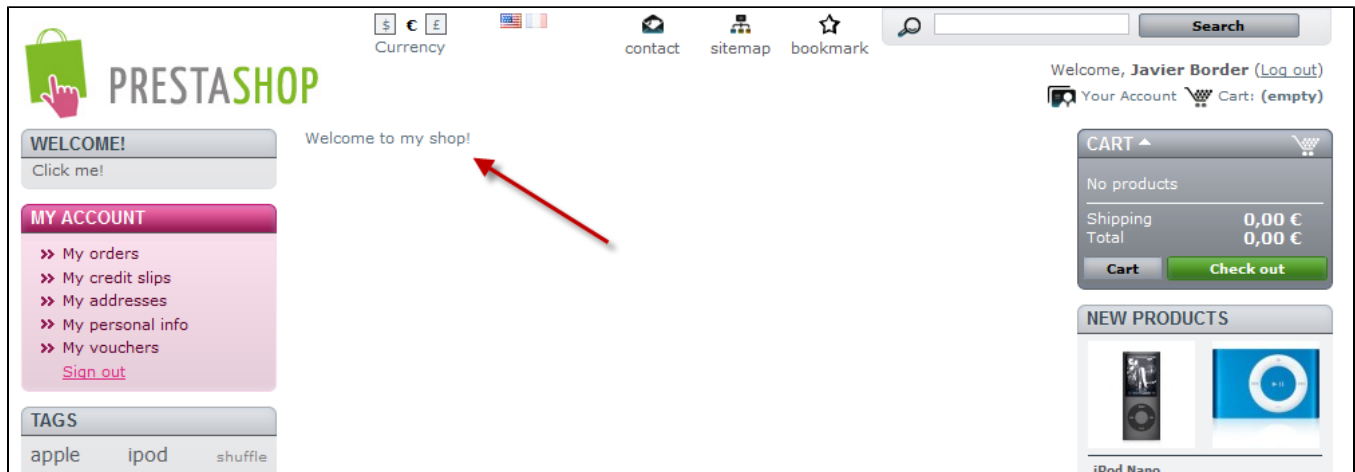 $ € £
Currency
contact
sitemap
bookmark
Search
PRESTASHOP
Welcome, Javier Border (Log out)
Your Account Cart: (empty)
WELCOME!
Click me!
MY ACCOUNT
>> My orders
>> My credit slips
>> My addresses
>> My personal info
>> My vouchers
Sign out
TAGS
apple ipod shuffle
Welcome to my shop!
CART
No products
Shipping 0,00 €
Total 0,00 €
Cart Check out
NEW PRODUCTS
iPod Nano